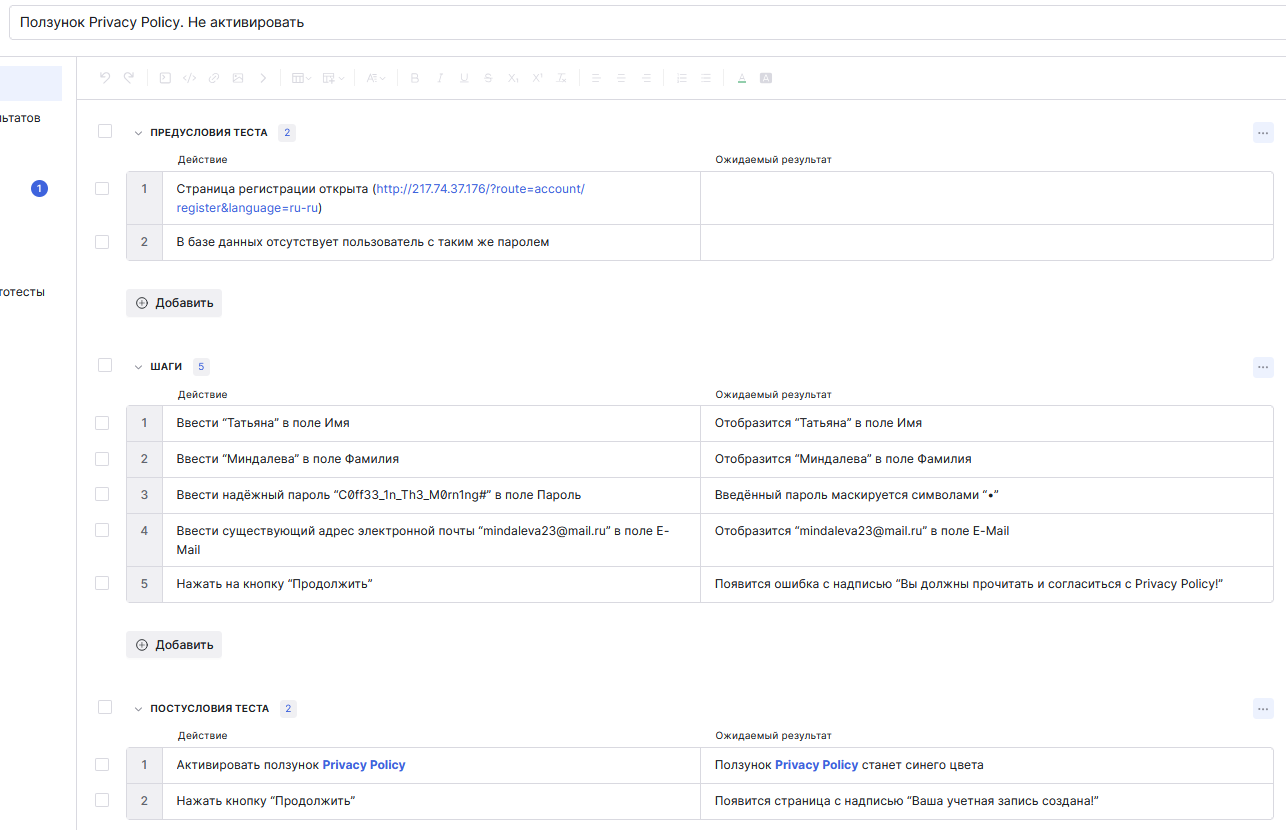 Ползунок Privacy Policy. Не активировать
льтатов
1
тотесты
ПРЕДУСЛОВИЯ ТЕСТА 2
Действие Ожидаемый результат
1 Страница регистрации открыта (http://217.74.37.176/?route=account/
register&language=ru-ru)
2 В базе данных отсутствует пользователь с таким же паролем
Добавить
ШАГИ 5
Действие Ожидаемый результат
1 Ввести “Татьяна” в поле Имя Отобразится “Татьяна” в поле Имя
2 Ввести “Миндалева” в поле Фамилия Отобразится “Миндалева” в поле Фамилия
3 Ввести надёжный пароль “C0ff33_1n_Th3_M0rn1ng#” в поле Пароль Введённый пароль маскируется символами “•”
4 Ввести существующий адрес электронной почты “mindaleva23@mail.ru” в поле E-
Mail Отобразится “mindaleva23@mail.ru” в поле E-Mail
5 Нажать на кнопку “Продолжить” Появится ошибка с надписью “Вы должны прочитать и согласиться с Privacy Policy!”
Добавить
ПОСТУСЛОВИЯ ТЕСТА 2
Действие Ожидаемый результат
1 Активировать ползунок Privacy Policy Ползунок Privacy Policy станет синего цвета
2 Нажать кнопку “Продолжить” Появится страница с надписью “Ваша учетная запись создана!”